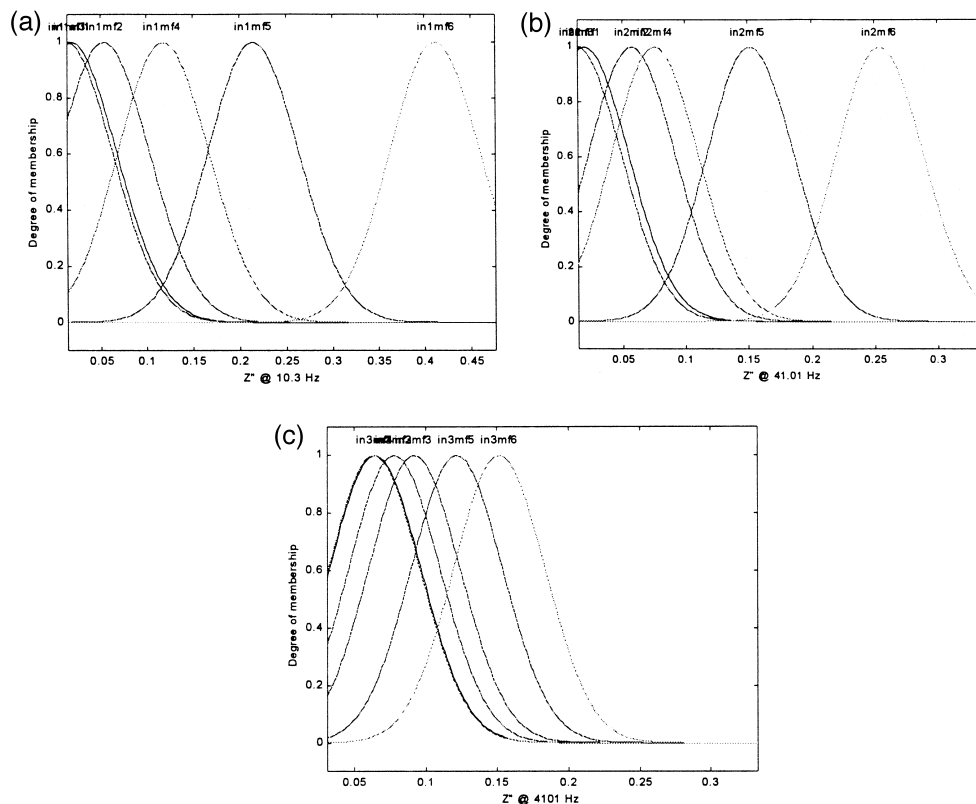 (a)
in1mf2 in1mf4 in1mf5 in1mf6
1
0.8
0.6
0.4
0.2
0
Degree of membership
0.05 0.1 0.15 0.2 0.25 0.3 0.35 0.4 0.45
Z" @ 10.3 Hz
(b)
in2mf4 in2mf5 in2mf6
1
0.8
0.6
0.4
0.2
0
Degree of membership
0.05 0.1 0.15 0.2 0.25 0.3
Z" @ 41.01 Hz
(c)
in3mf3 in3mf5 in3mf6
1
0.8
0.6
0.4
0.2
0
Degree of membership
0.05 0.1 0.15 0.2 0.25 0.3
Z" @ 4101 Hz